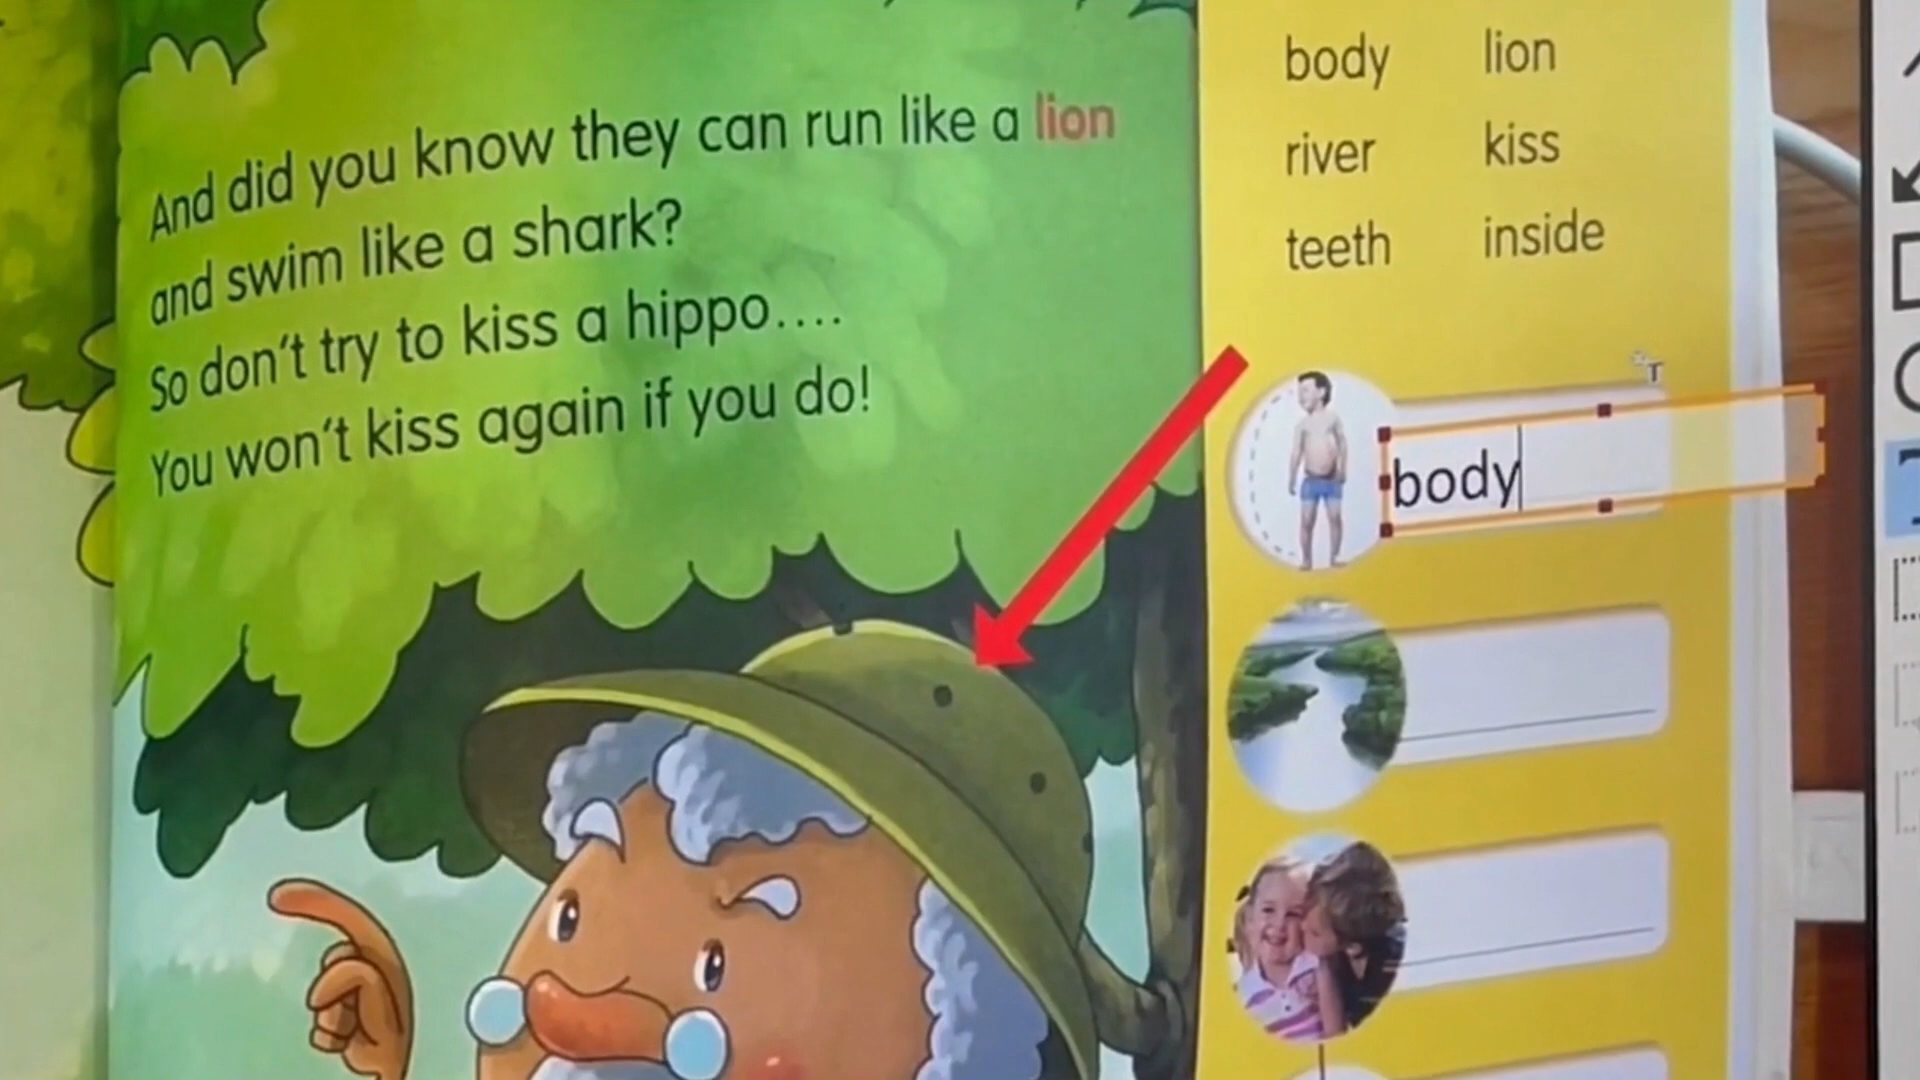 And did you know they can run like a lion
and swim like a shark?
So don't try to kiss a hippo....
You won't kiss again if you do!
body lion
river kiss
teeth inside
body